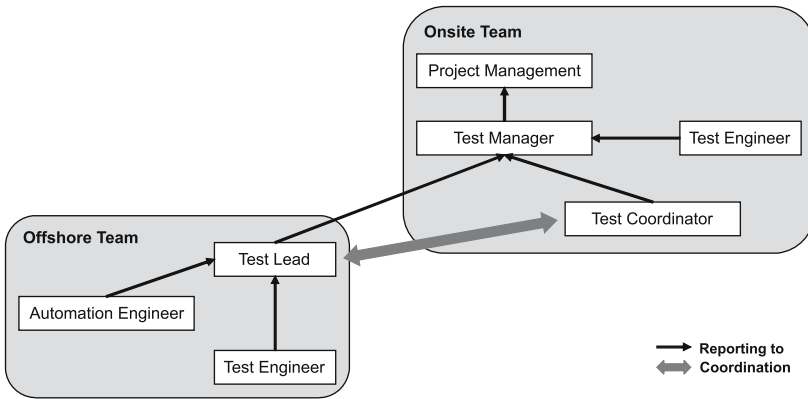 Onsite Team
Project Management
Test Manager
Test Engineer
Test Coordinator
Offshore Team
Test Lead
Automation Engineer
Test Engineer
Reporting to
Coordination